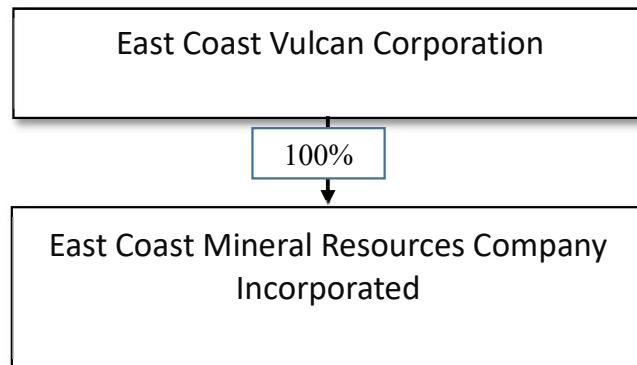 East Coast Vulcan Corporation
100%
East Coast Mineral Resources Company
Incorporated